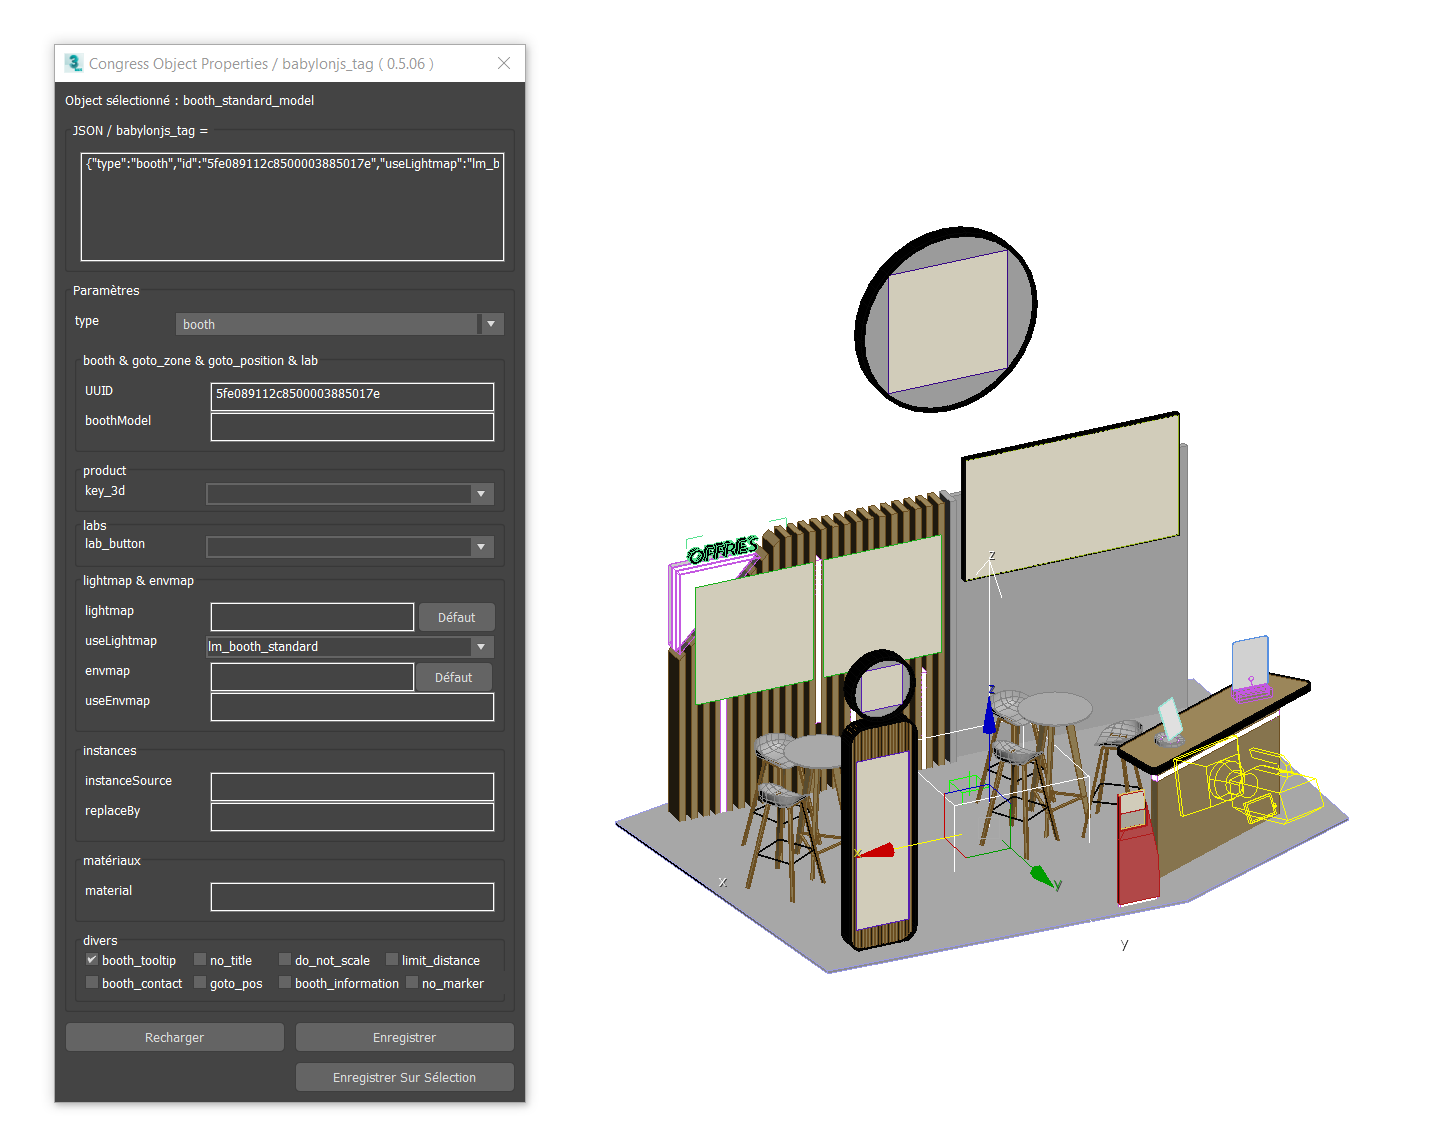 Congress Object Properties / babylonjs_tag ( 0.5.06 )
Object sélectionné : booth_standard_model
JSON / babylonjs_tag =
{"type":"booth","id":"5fe089112c8500003885017e","useLightmap":"lm_b
Paramètres
type booth
booth & goto_zone & goto_position & lab
UUID 5fe089112c8500003885017e
boothModel
product
key_3d
labs
lab_button
lightmap & envmap
lightmap Défaut
useLightmap lm_booth_standard
envmap Défaut
useEnvmap
instances
instanceSource
replaceBy
matériaux
material
divers
booth_tooltip no_title do_not_scale limit_distance
booth_contact goto_pos booth_information no_marker
Recharger Enregistrer
Enregistrer Sur Sélection
OFFRES
z
z
x
y
x
y